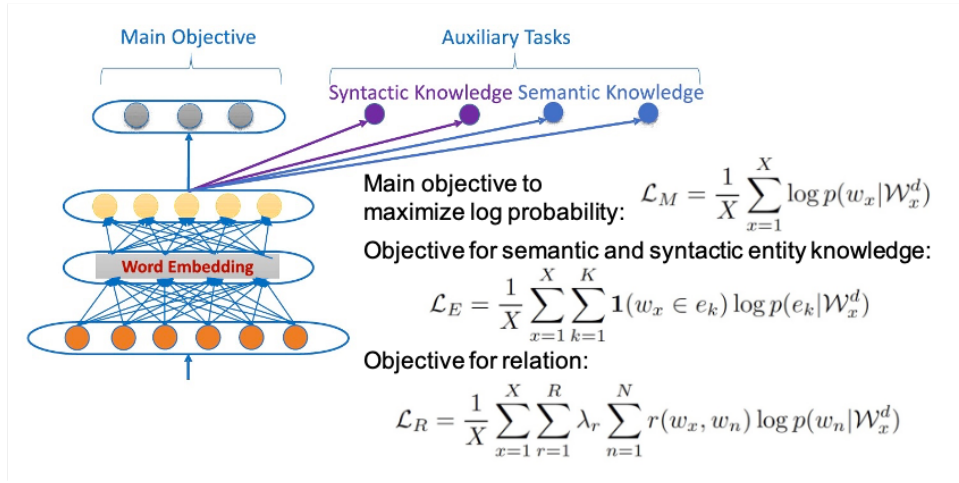 Main Objective
Auxiliary Tasks
Syntactic Knowledge Semantic Knowledge
Word Embedding
Main objective to
maximize log probability:
$\mathcal{L}_M = \frac{1}{X} \sum_{x=1}^{X} \log p(w_x|\mathcal{W}_x^d)$
Objective for semantic and syntactic entity knowledge:
$\mathcal{L}_E = \frac{1}{X} \sum_{x=1}^{X} \sum_{k=1}^{K} \mathbf{1}(w_x \in e_k) \log p(e_k|\mathcal{W}_x^d)$
Objective for relation:
$\mathcal{L}_R = \frac{1}{X} \sum_{x=1}^{X} \sum_{r=1}^{R} \lambda_r \sum_{n=1}^{N} r(w_x, w_n) \log p(w_n|\mathcal{W}_x^d)$